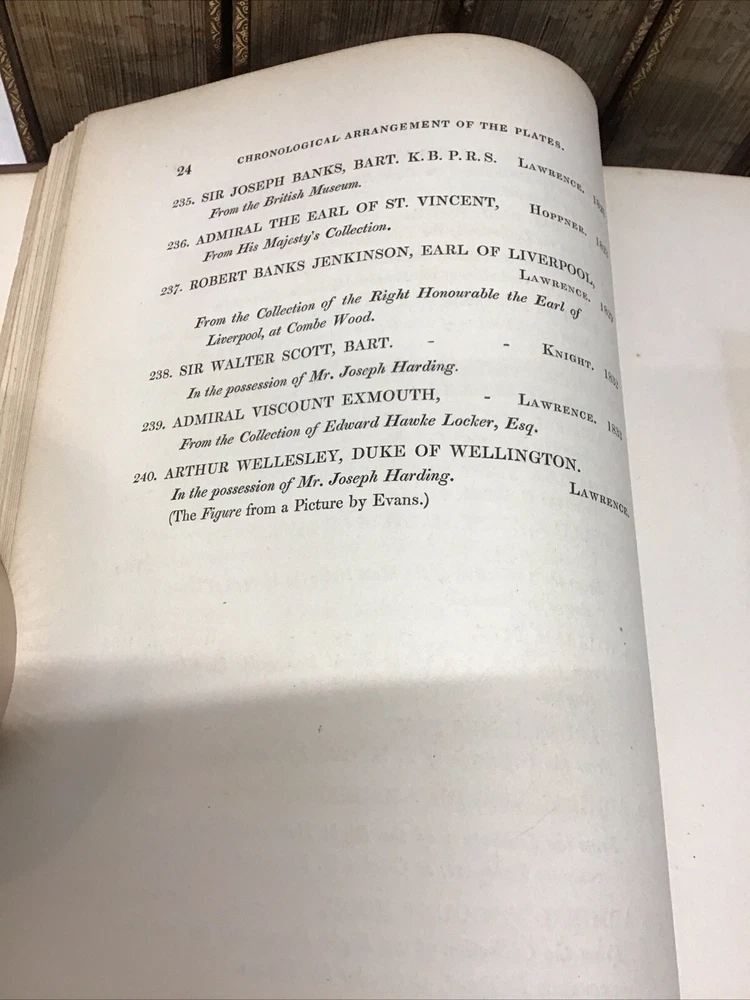 24 CHRONOLOGICAL ARRANGEMENT OF THE PLATES.
235. SIR JOSEPH BANKS, BART. K. B. P. R. S. LAWRENCE.
From the British Museum.
236. ADMIRAL THE EARL OF ST. VINCENT, HOPPNER.
From His Majesty's Collection.
237. ROBERT BANKS JENKINSON, EARL OF LIVERPOOL,
LAWRENCE.
From the Collection of the Right Honourable the Earl of
Liverpool, at Combe Wood.
238. SIR WALTER SCOTT, BART. - - KNIGHT. 1832
In the possession of Mr. Joseph Harding.
239. ADMIRAL VISCOUNT EXMOUTH, - LAWRENCE. 1833
From the Collection of Edward Hawke Locker, Esq.
240. ARTHUR WELLESLEY, DUKE OF WELLINGTON.
In the possession of Mr. Joseph Harding. LAWRENCE.
(The Figure from a Picture by Evans.)